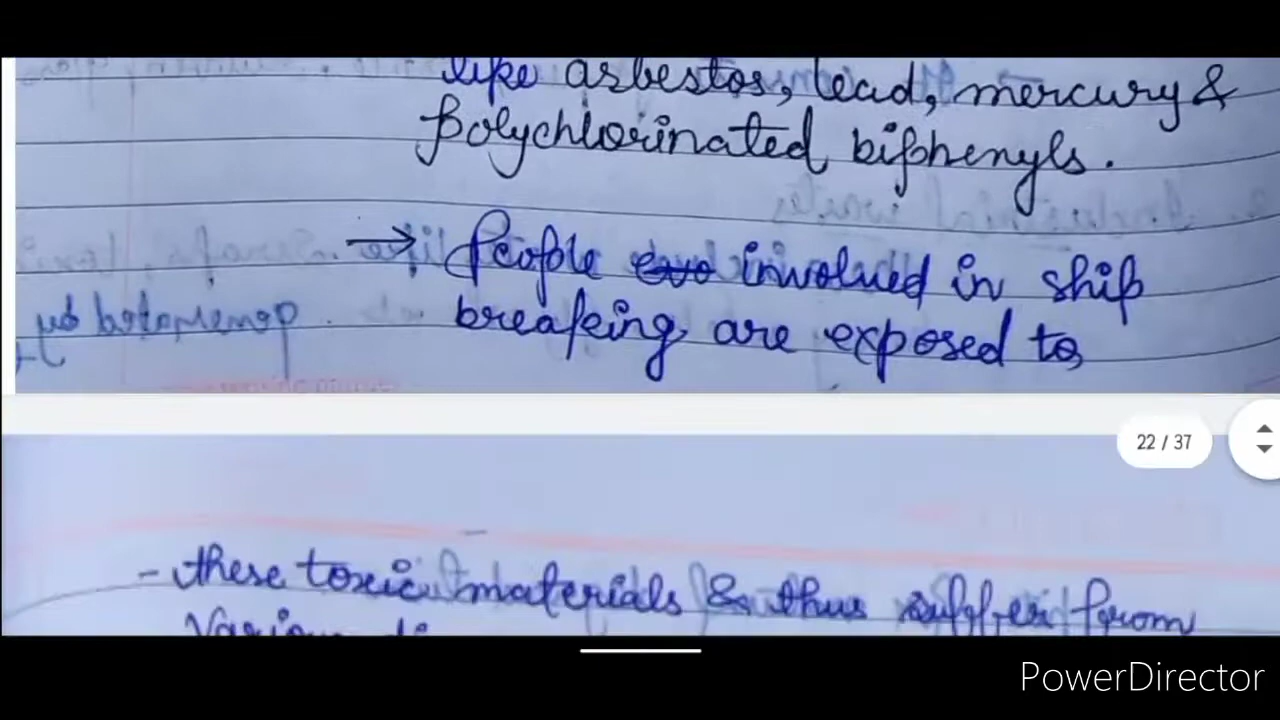 like asbestos, lead, mercury &
polychlorinated biphenyls.
→ People involved in ship
breaking are exposed to
22 / 37
- these toxic materials & thus suffer from
Various
PowerDirector